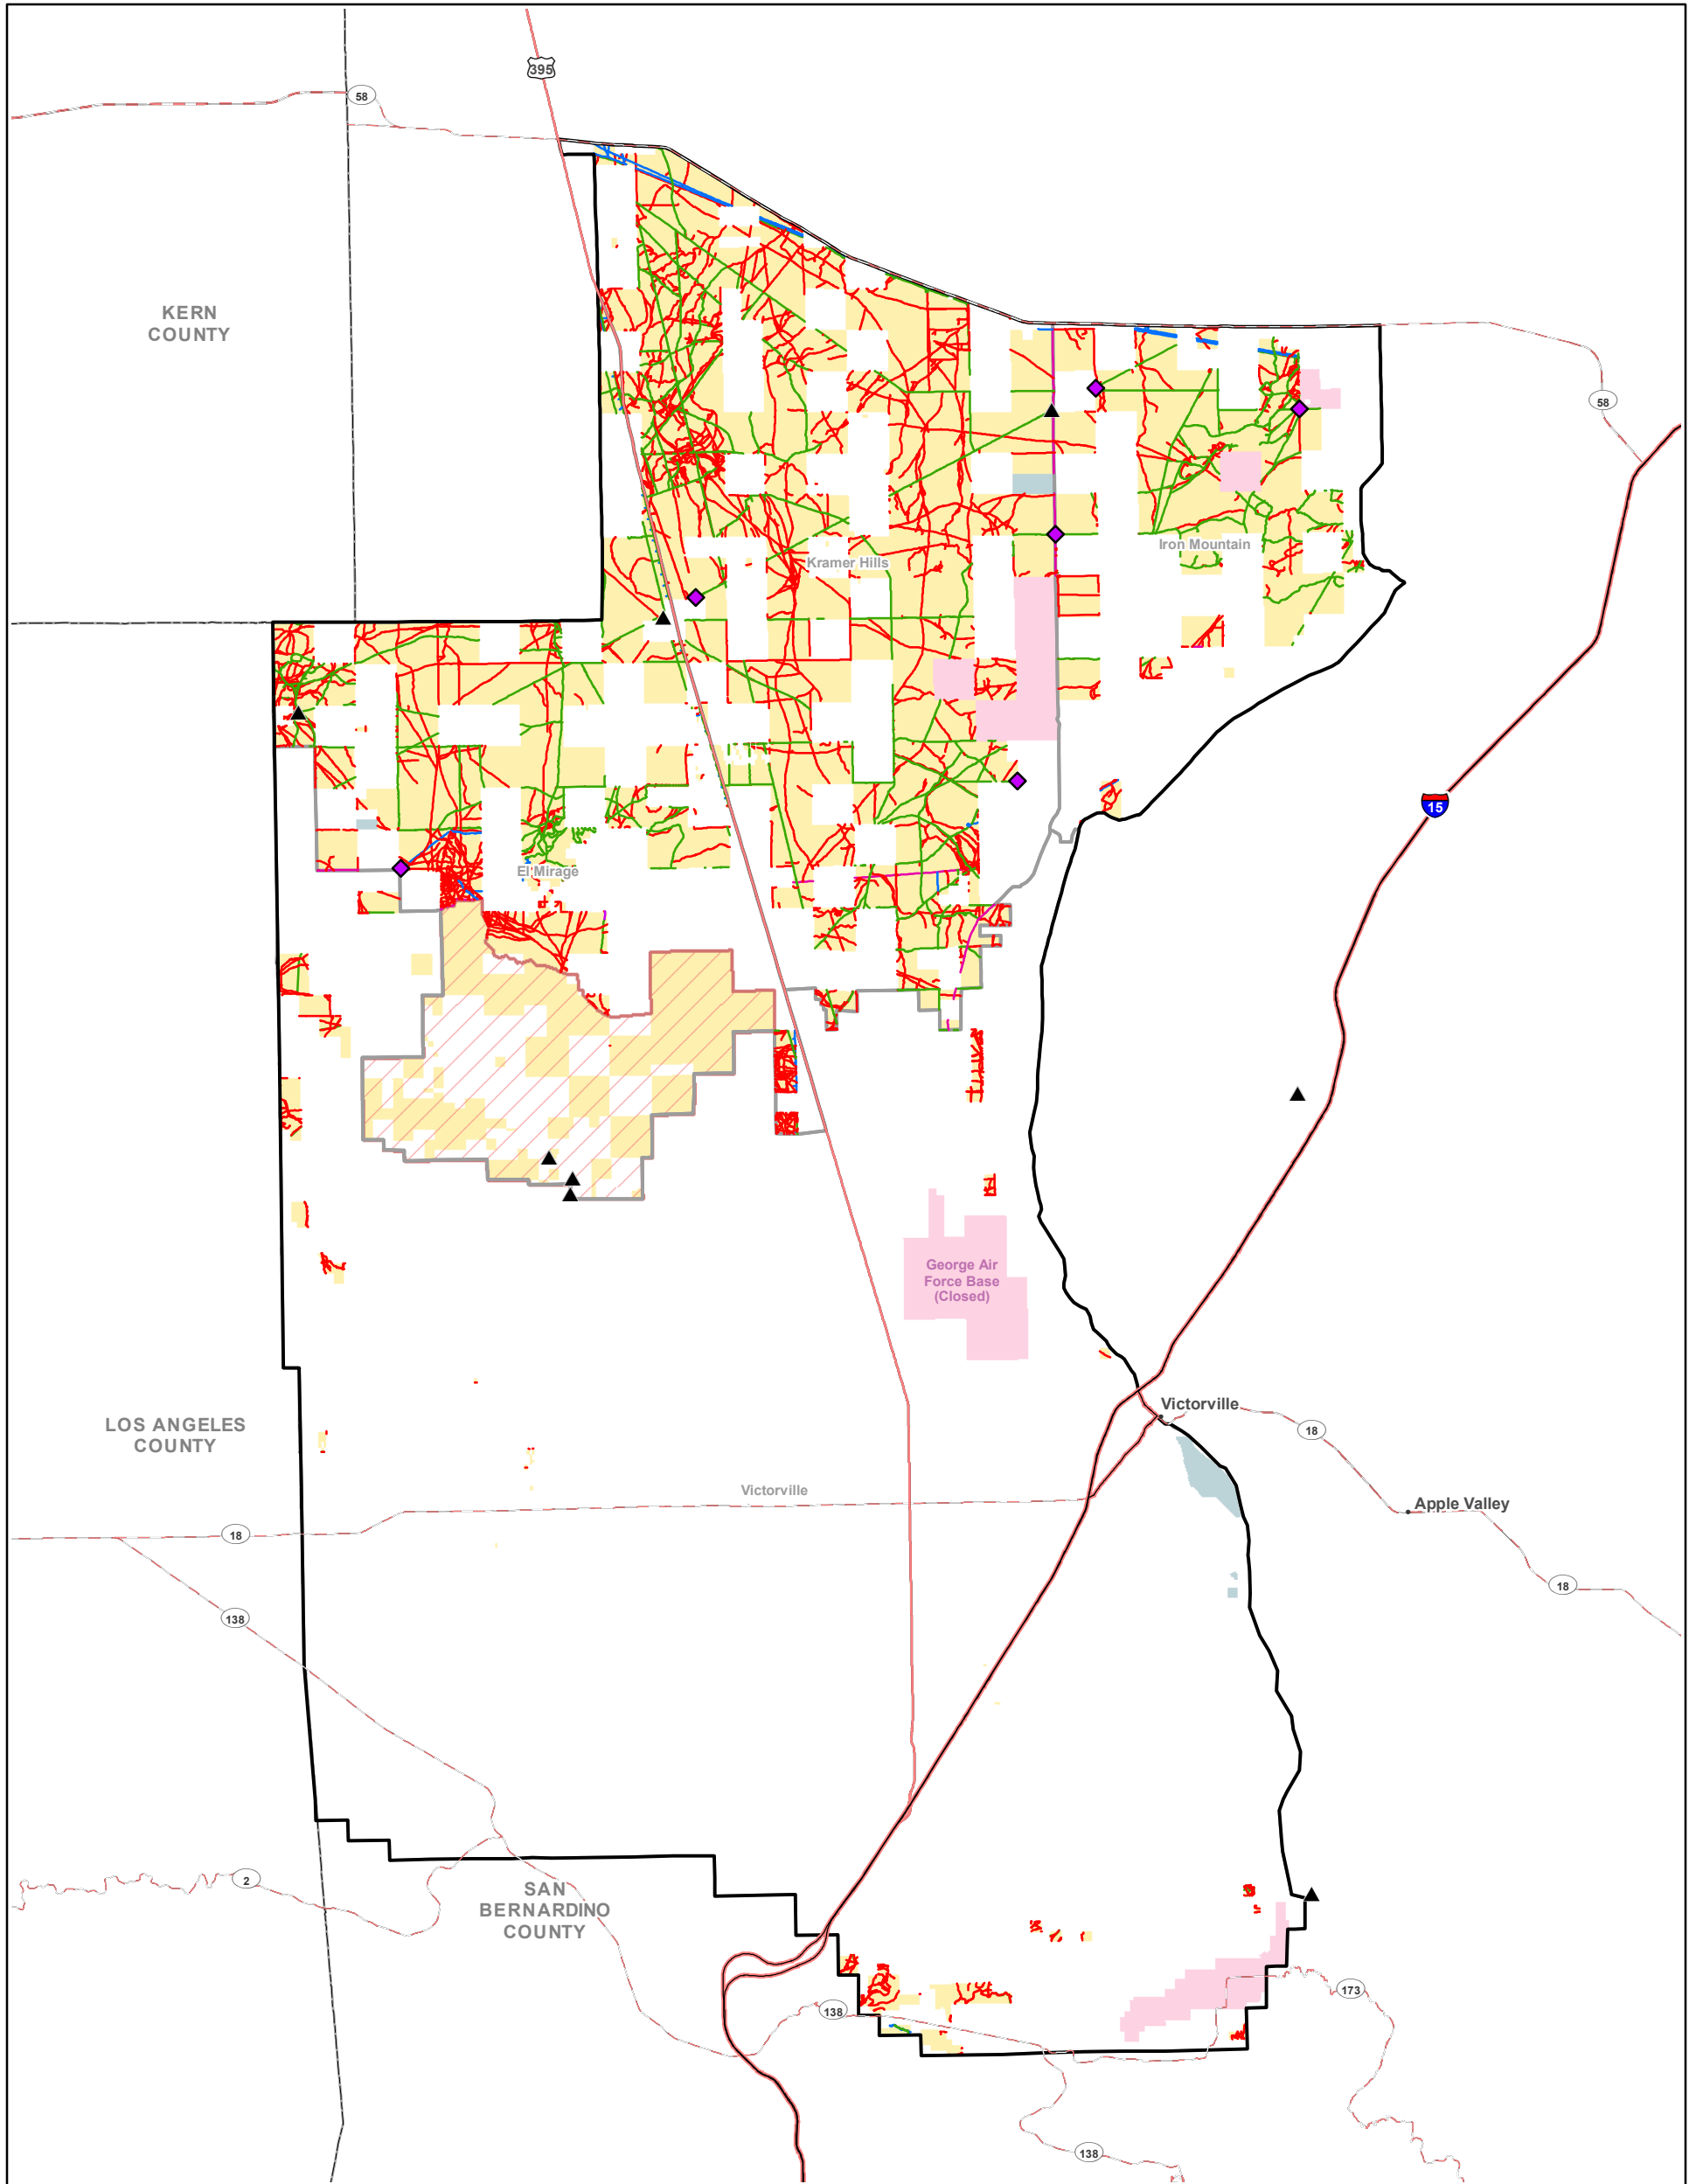 395
58
KERN
COUNTY
58
Iron Mountain
Kramer Hills
15
El Mirage
George Air
Force Base
(Closed)
Victorville
LOS ANGELES
COUNTY
18
Victorville
Apple Valley
18
18
138
2
SAN
BERNARDINO
COUNTY
173
138
138